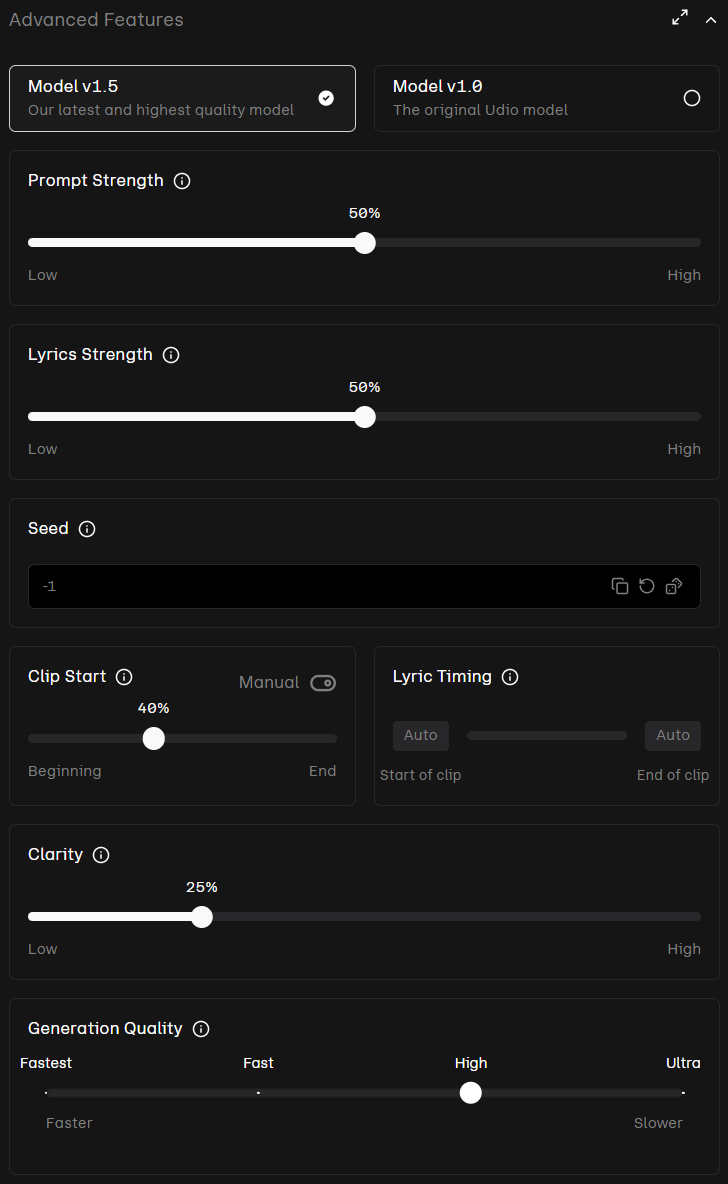 Advanced Features
Model v1.5
Our latest and highest quality model
Model v1.0
The original Udio model
Prompt Strength
50%
Low High
Lyrics Strength
50%
Low High
Seed
-1
Clip Start
Manual
40%
Beginning End
Lyric Timing
Auto Auto
Start of clip End of clip
Clarity
25%
Low High
Generation Quality
Fastest Fast High Ultra
Faster Slower